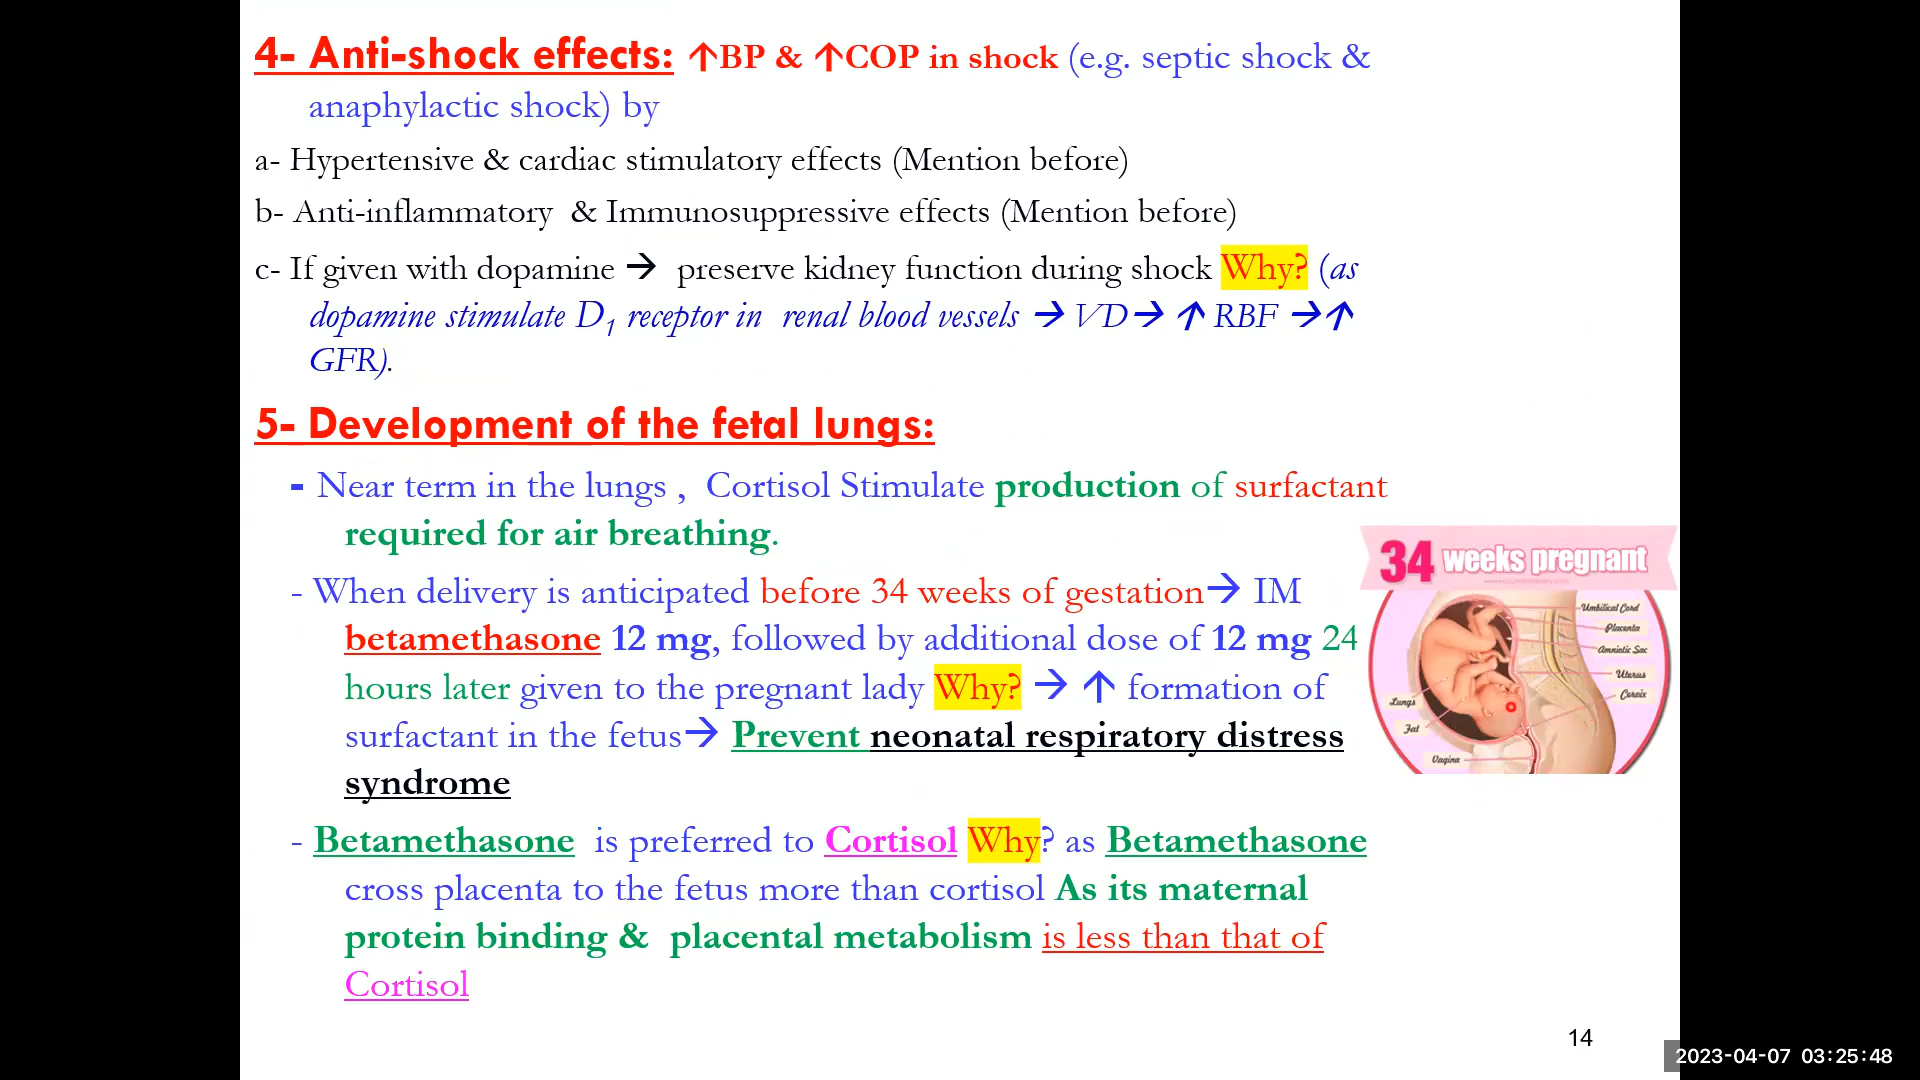 4- Anti-shock effects: ↑BP & ↑COP in shock (e.g. septic shock &
anaphylactic shock) by
a- Hypertensive & cardiac stimulatory effects (Mention before)
b- Anti-inflammatory & Immunosuppressive effects (Mention before)
c- If given with dopamine → preserve kidney function during shock Why? (as
dopamine stimulate D1 receptor in renal blood vessels → VD→ ↑ RBF →↑
GFR).
5- Development of the fetal lungs:
- Near term in the lungs , Cortisol Stimulate production of surfactant
required for air breathing.
- When delivery is anticipated before 34 weeks of gestation→ IM
betamethasone 12 mg, followed by additional dose of 12 mg 24
hours later given to the pregnant lady Why? → ↑ formation of
surfactant in the fetus→ Prevent neonatal respiratory distress
syndrome
- Betamethasone is preferred to Cortisol Why? as Betamethasone
cross placenta to the fetus more than cortisol As its maternal
protein binding & placental metabolism is less than that of
Cortisol
34 weeks pregnant
Umbilical Cord
Placenta
Amniotic Sac
Uterus
Cervix
Lungs
Fat
Vagina
14
2023-04-07 03:25:48